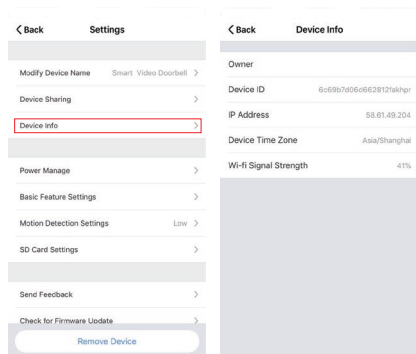 Back Settings
Modify Device Name Smart Video Doorbell
Device Sharing
Device Info
Power Manage
Basic Feature Settings
Motion Detection Settings Low
SD Card Settings
Send Feedback
Check for Firmware Update
Remove Device
Back Device Info
Owner
Device ID 6c69b7d06d662812fakhpr
IP Address 58.61.49.204
Device Time Zone Asia/Shanghai
Wi-fi Signal Strength 41%